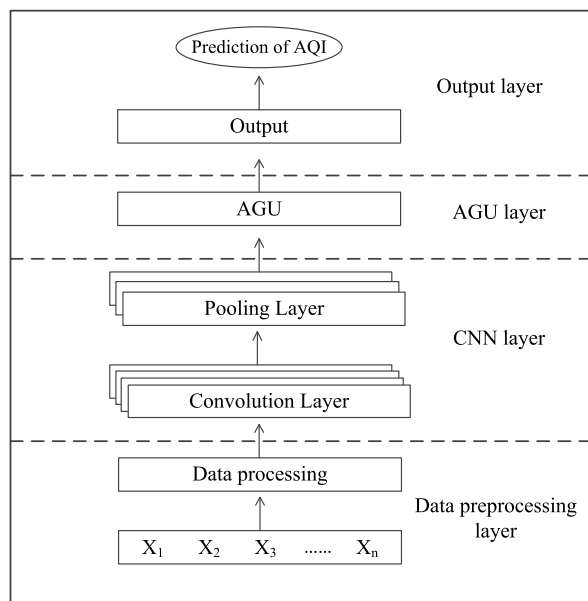 Prediction of AQI
Output layer
Output
AGU
AGU layer
Pooling Layer
CNN layer
Convolution Layer
Data processing
Data preprocessing
layer
X₁ X₂ X₃ ...... Xₙ